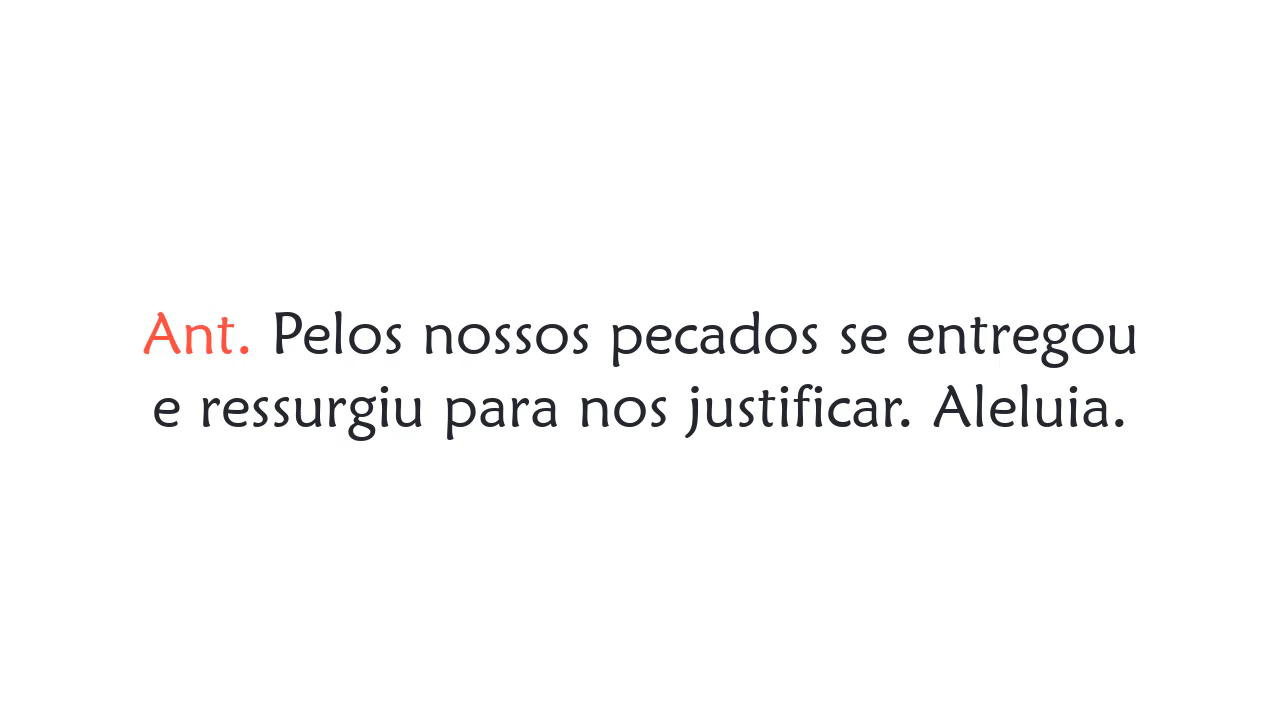 Ant. Pelos nossos pecados se entregou
e ressurgiu para nos justificar. Aleluia.